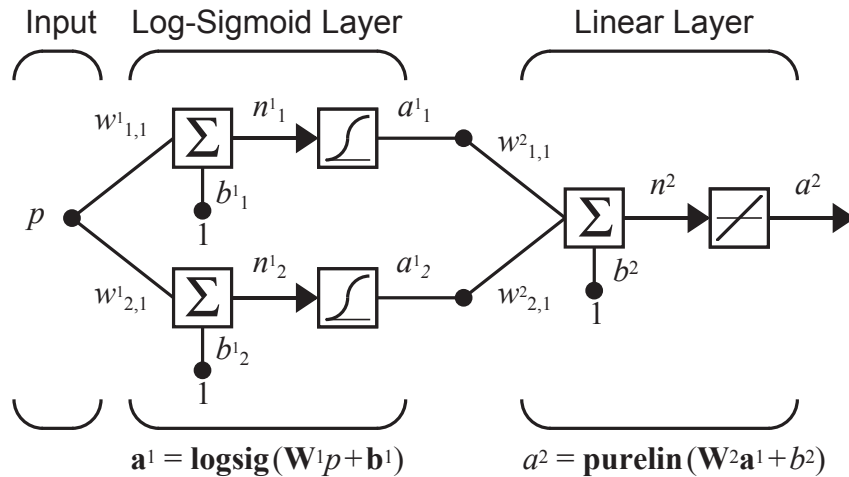 Input Log-Sigmoid Layer Linear Layer
w¹₁,₁ n¹₁ a¹₁ w²₁,₁
Σ
b¹₁
1
p Σ n² a²
w¹₂,₁ n¹₂ a¹₂ w²₂,₁ b²
Σ 1
b¹₂
1
a¹ = logsig(W¹p+b¹) a² = purelin(W²a¹+b²)